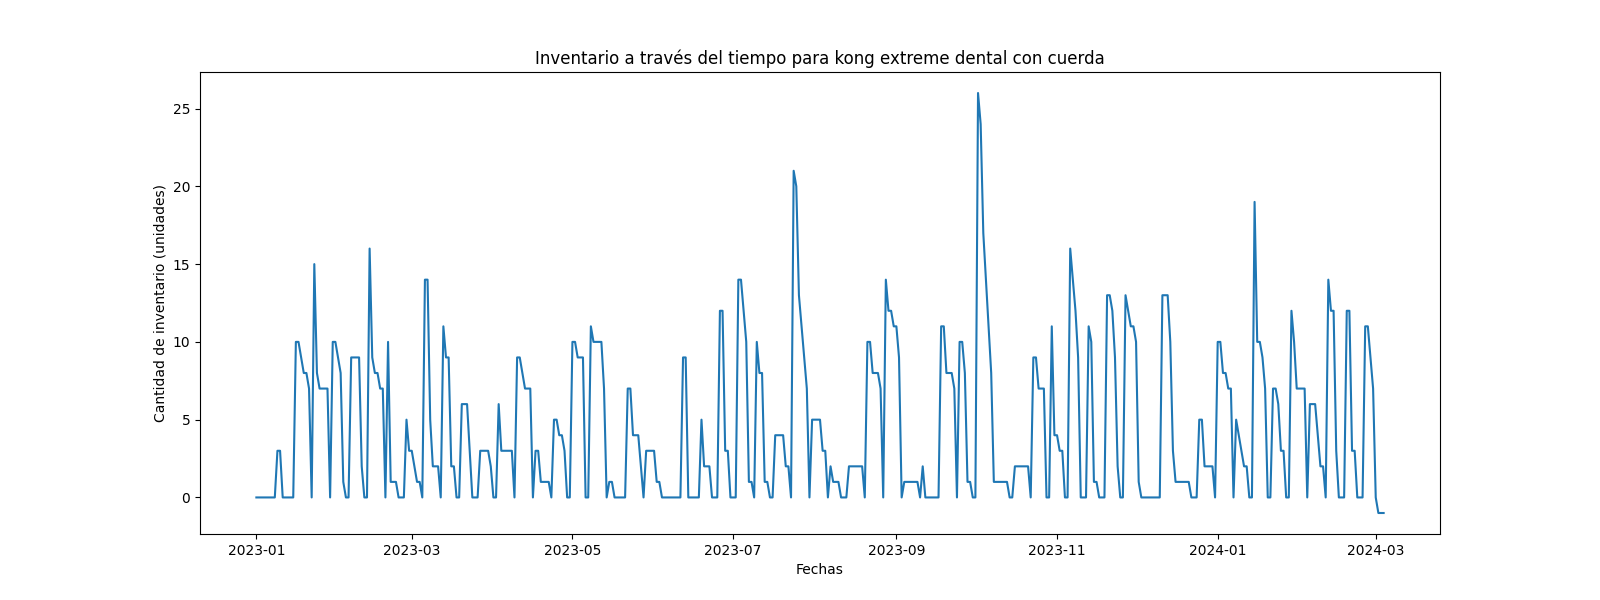 Inventario a través del tiempo para kong extreme dental con cuerda
Cantidad de inventario (unidades)
25
20
15
10
5
0
2023-01 2023-03 2023-05 2023-07 2023-09 2023-11 2024-01 2024-03
Fechas